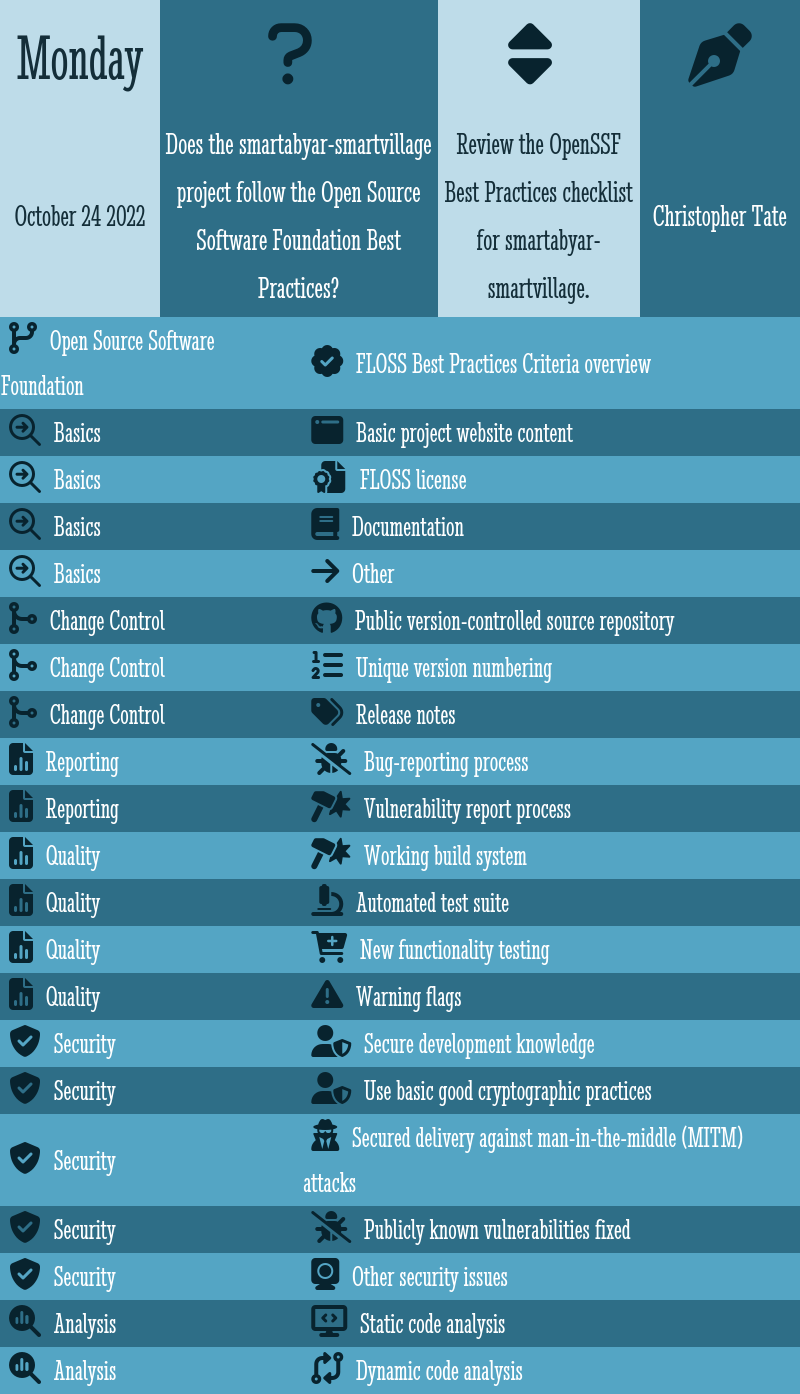 Monday
October 24 2022
Does the smartabyar-smartvillage
project follow the Open Source
Software Foundation Best
Practices?
Review the OpenSSF
Best Practices checklist
for smartabyar-
smartvillage.
Christopher Tate
Open Source Software
Foundation
FLOSS Best Practices Criteria overview
Basics
Basic project website content
Basics
FLOSS license
Basics
Documentation
Basics
Other
Change Control
Public version-controlled source repository
Change Control
Unique version numbering
Change Control
Release notes
Reporting
Bug-reporting process
Reporting
Vulnerability report process
Quality
Working build system
Quality
Automated test suite
Quality
New functionality testing
Quality
Warning flags
Security
Secure development knowledge
Security
Use basic good cryptographic practices
Security
Secured delivery against man-in-the-middle (MITM)
attacks
Security
Publicly known vulnerabilities fixed
Security
Other security issues
Analysis
Static code analysis
Analysis
Dynamic code analysis